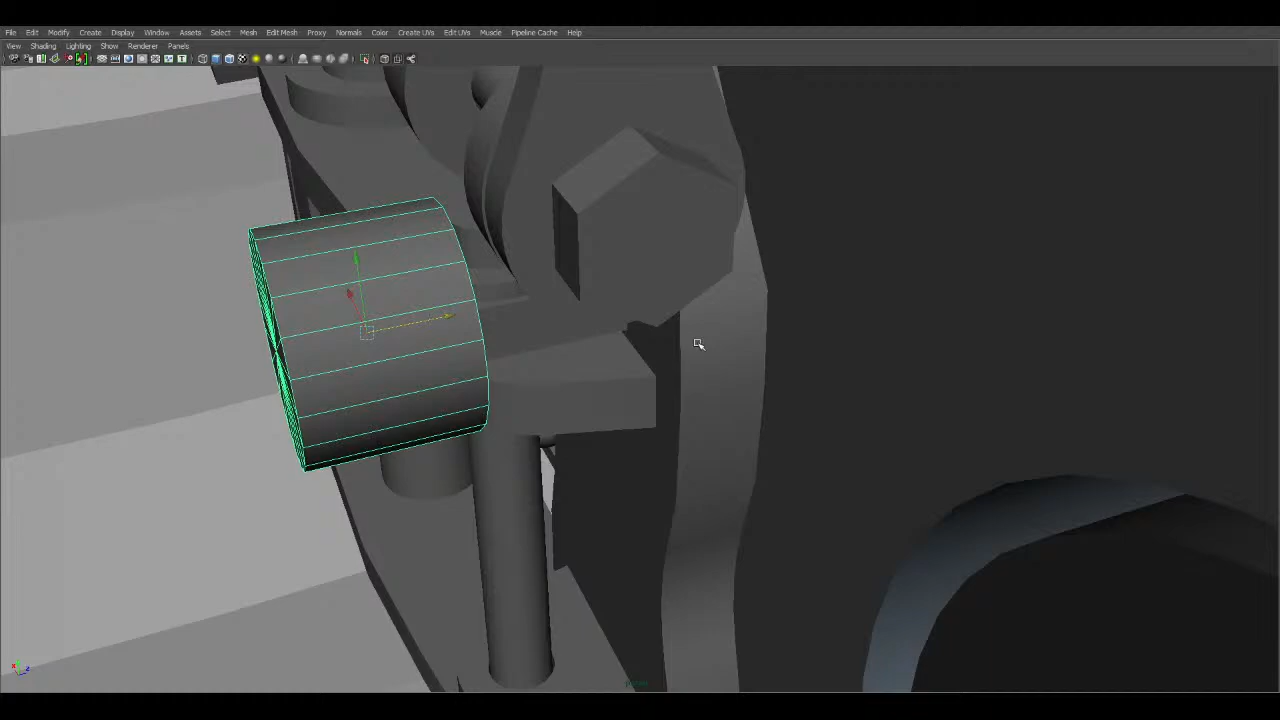 File Edit Modify Create Display Window Assets Select Mesh Edit Mesh Proxy Normals Color Create UVs Edit UVs Muscle Pipeline Cache Help
View Shading Lighting Show Renderer Panels